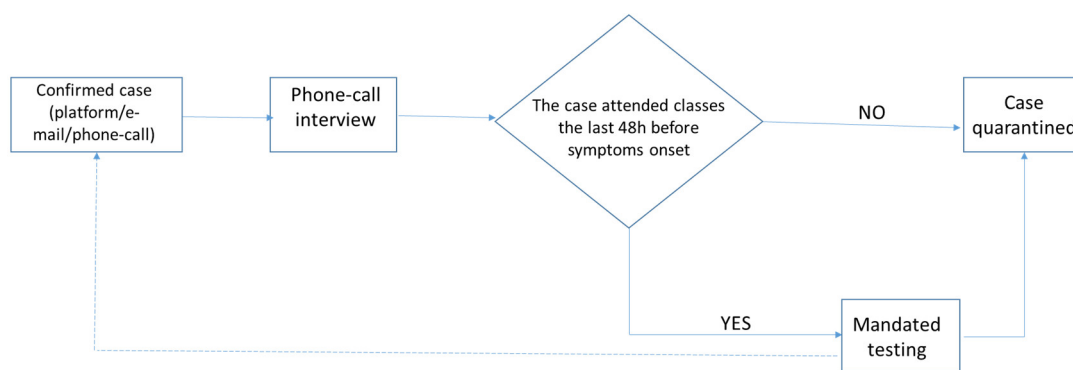 Confirmed case
(platform/e-
mail/phone-call)
Phone-call
interview
The case attended classes
the last 48h before
symptoms onset
NO
Case
quarantined
YES
Mandated
testing